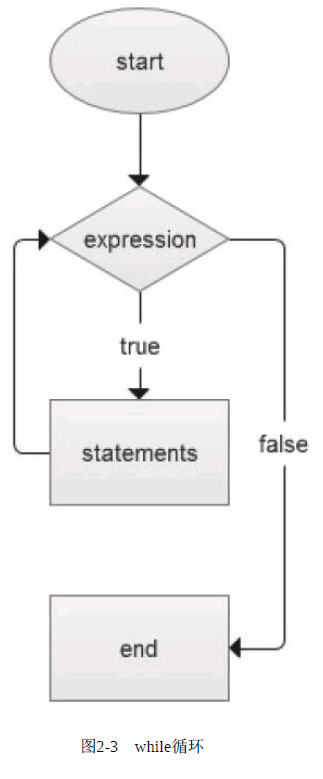 start
expression
true
statements
false
end
图2-3 while循环